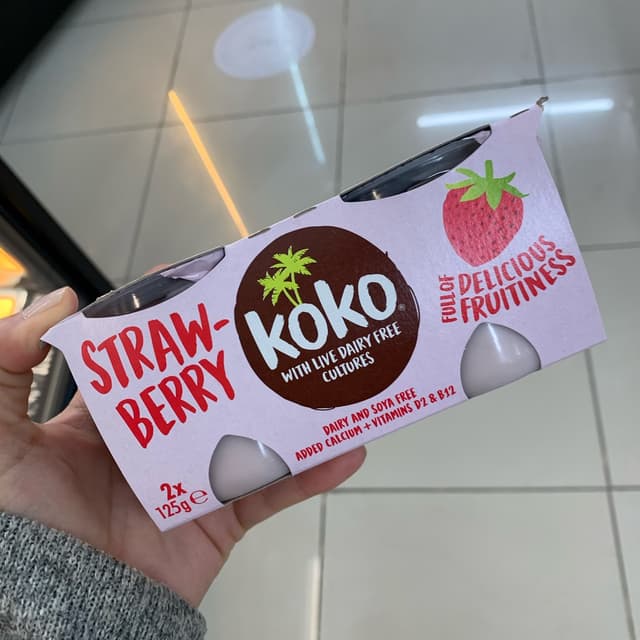 STRAW-
BERRY
koko
WITH LIVE DAIRY FREE
CULTURES
FULL OF
DELICIOUS
FRUITINESS
DAIRY AND SOYA FREE
ADDED CALCIUM + VITAMINS D2 & B12
2x
125g e